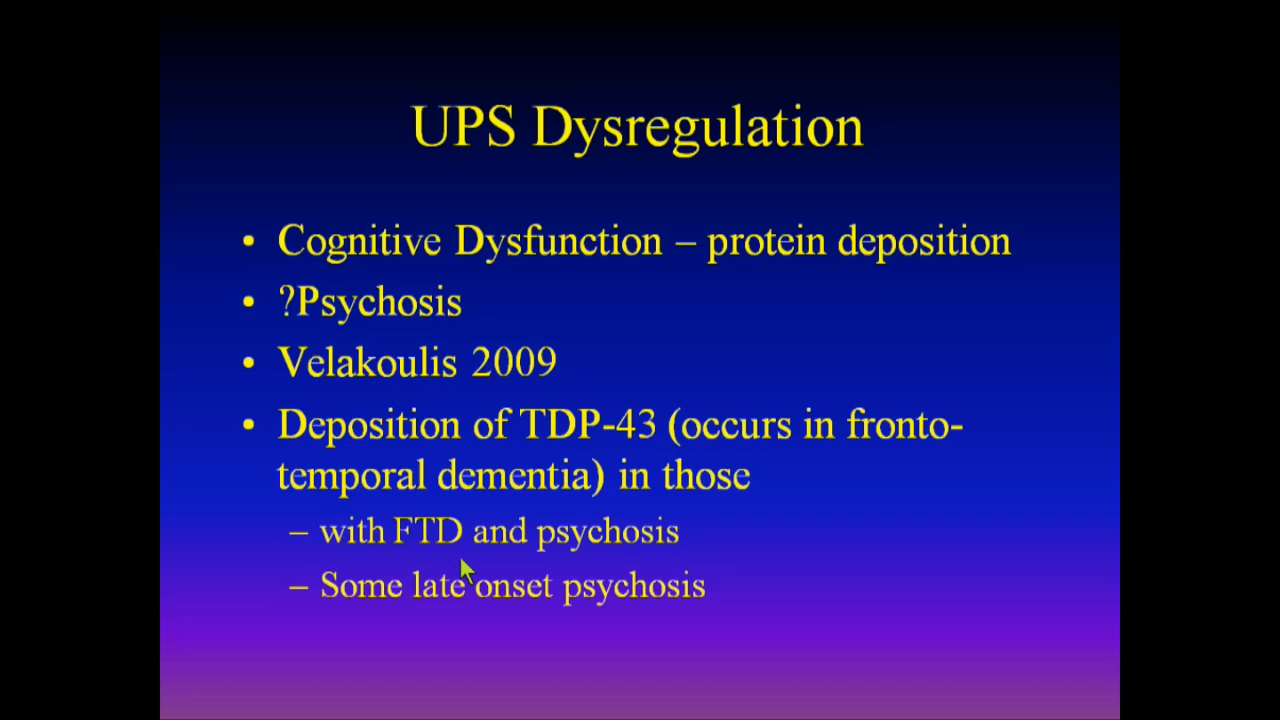 UPS Dysregulation
• Cognitive Dysfunction – protein deposition
• ?Psychosis
• Velakoulis 2009
• Deposition of TDP-43 (occurs in fronto-
temporal dementia) in those
– with FTD and psychosis
– Some late onset psychosis